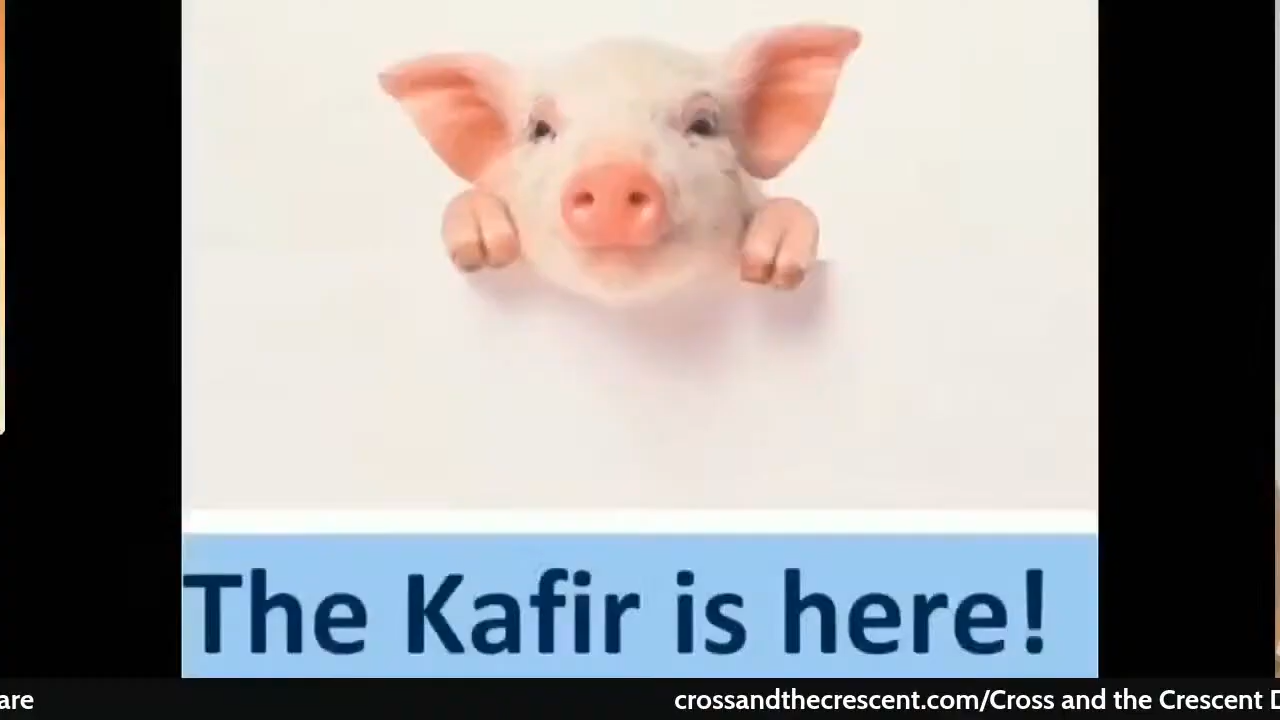 The Kafir is here!
are
crossandthecrescent.com/Cross and the Crescent D